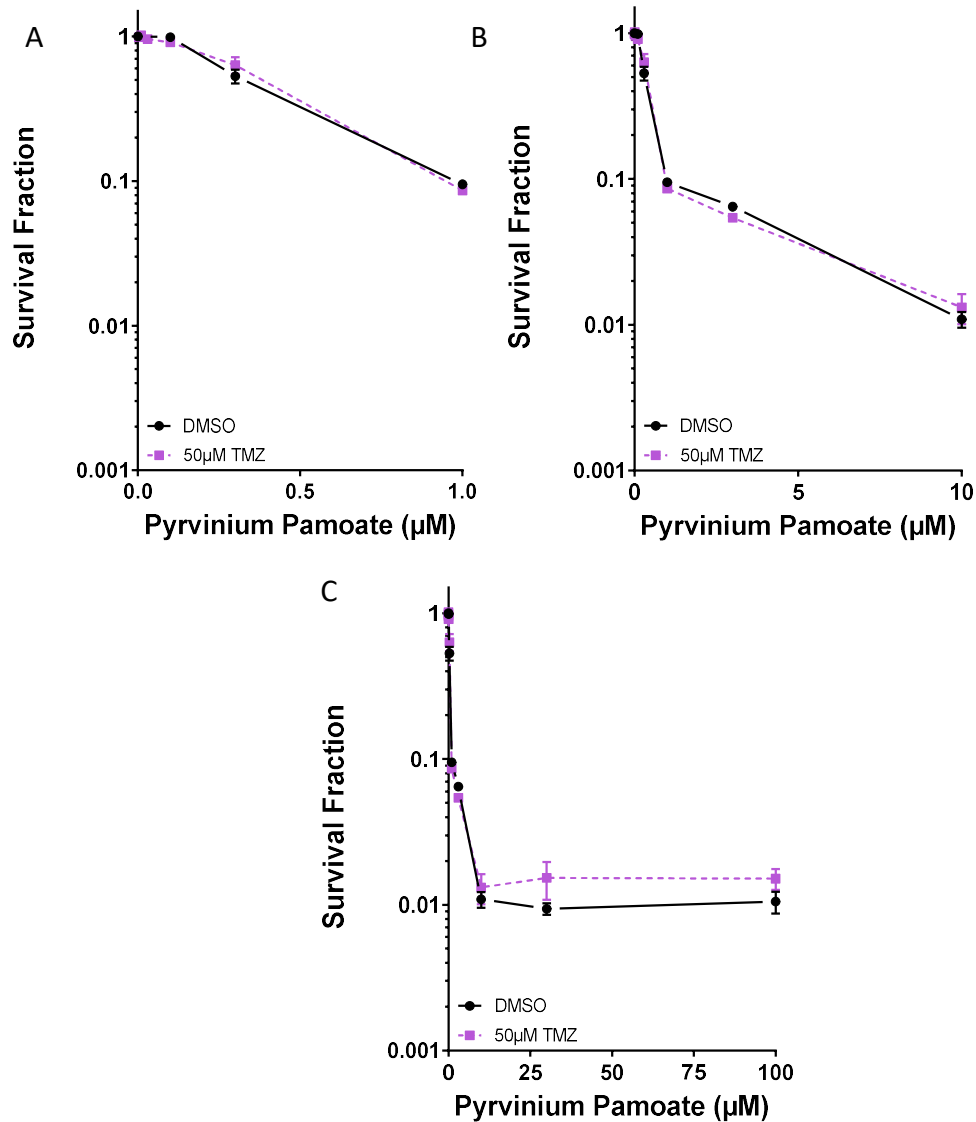 A
Survival Fraction
1
0.1
0.01
0.001
DMSO
50µM TMZ
0.0 0.5 1.0
Pyrvinium Pamoate (µM)
B
Survival Fraction
1
0.1
0.01
0.001
DMSO
50µM TMZ
0 5 10
Pyrvinium Pamoate (µM)
C
Survival Fraction
1
0.1
0.01
0.001
DMSO
50µM TMZ
0 25 50 75 100
Pyrvinium Pamoate (µM)